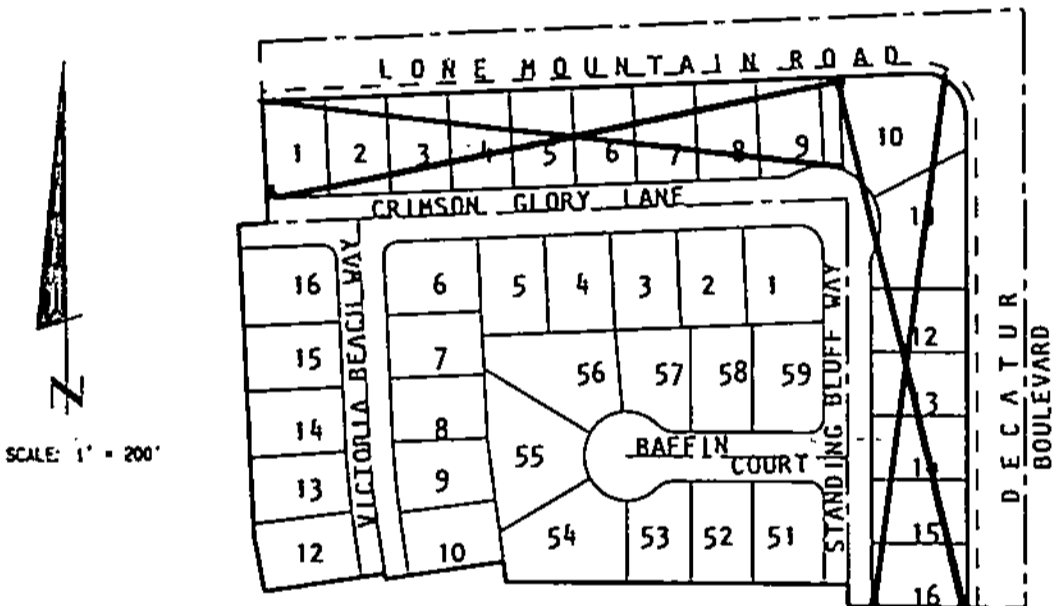 LONE MOUNTAIN ROAD
1 2 3 4 5 6 7 8 9 10
CRIMSON GLORY LANE
16 6 5 4 3 2 1
15 7 56 57 58 59 12
14 8 55 BAFFIN 3
COURT
13 9
12 10 54 53 52 51 15
16
VICTORIA BEACH WAY
STANDING BLUFF WAY
DECATUR
BOULEVARD
N
SCALE: 1' = 200'